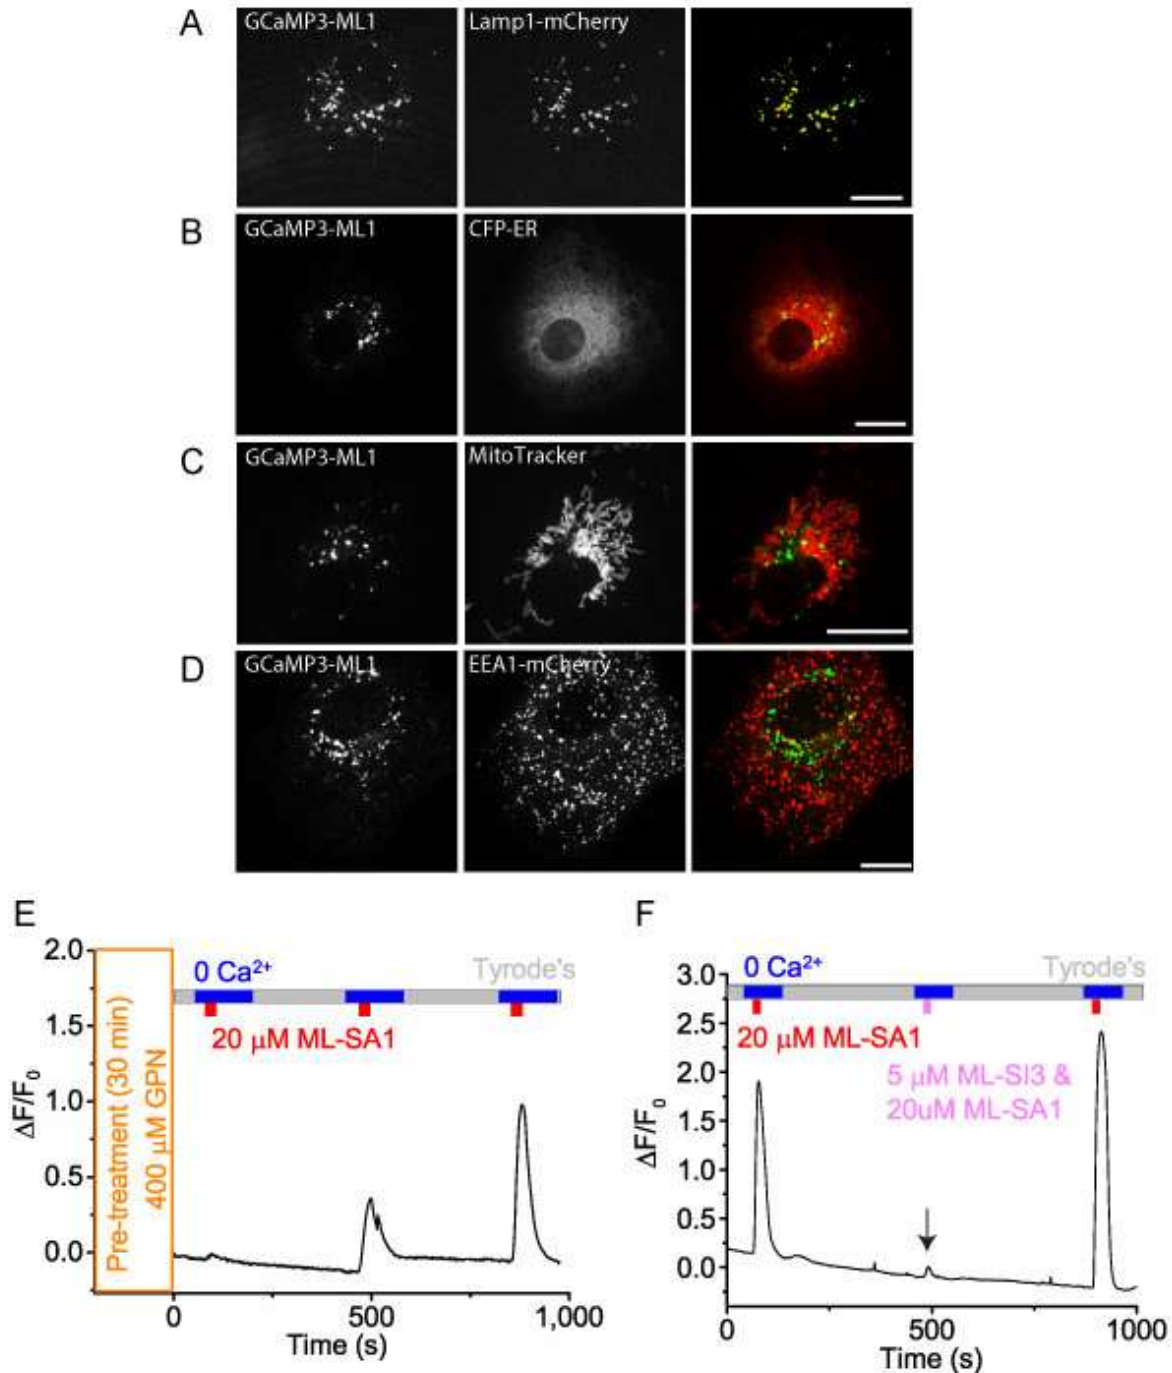 A
GCaMP3-ML1
Lamp1-mCherry
B
GCaMP3-ML1
CFP-ER
C
GCaMP3-ML1
MitoTracker
D
GCaMP3-ML1
EEA1-mCherry
E
2.0
1.5
1.0
0.5
0.0
ΔF/F₀
Pre-treatment (30 min)
400 μM GPN
0 Ca²⁺
Tyrode's
20 μM ML-SA1
0
500
1,000
Time (s)
F
3.0
2.5
2.0
1.5
1.0
0.5
0.0
ΔF/F₀
0 Ca²⁺
Tyrode's
20 μM ML-SA1
5 μM ML-SI3 &
20uM ML-SA1
0
500
1000
Time (s)